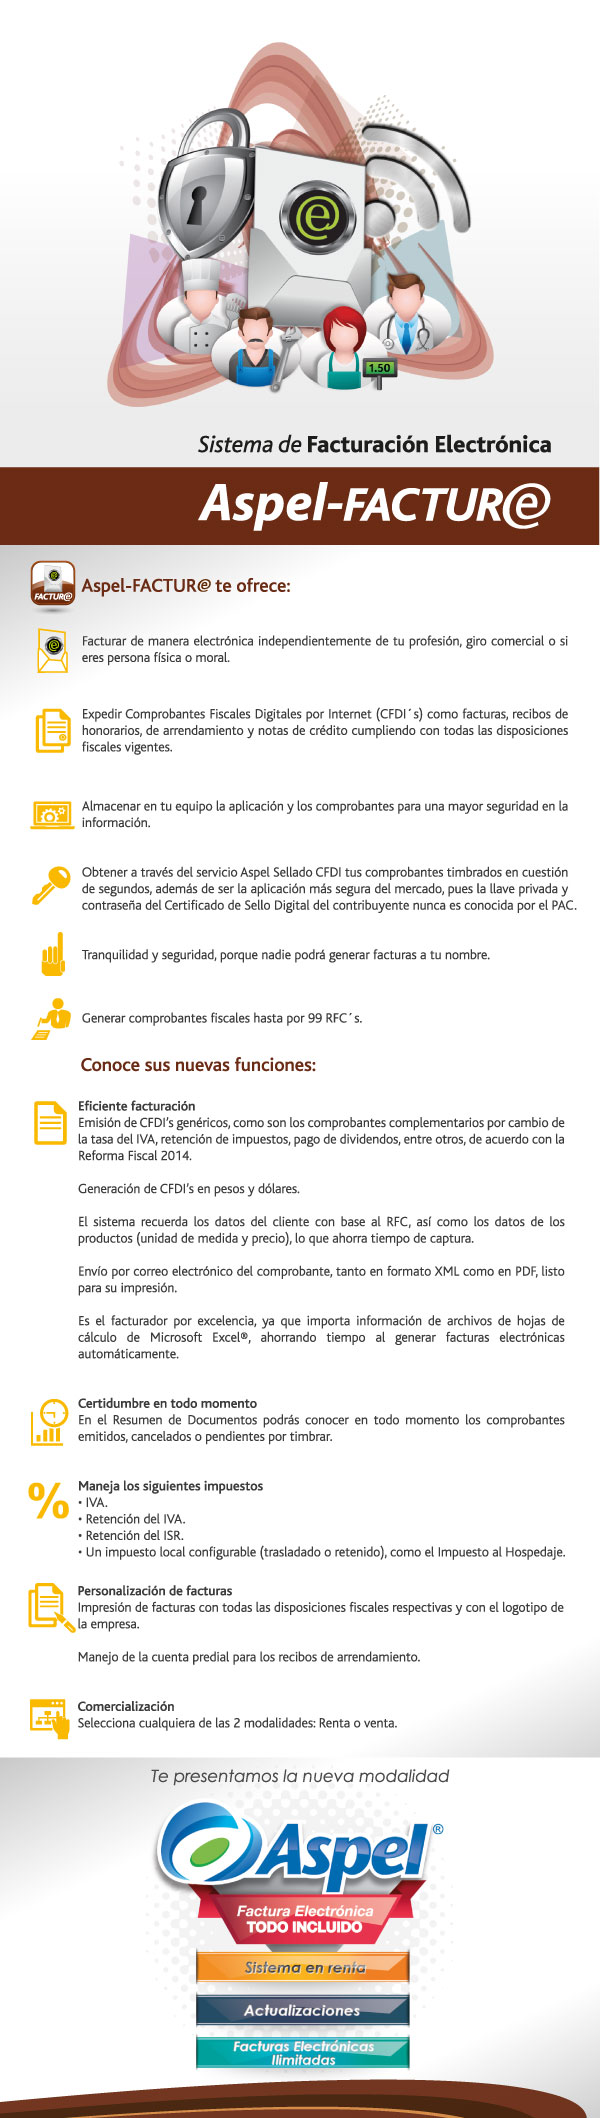 1.50
Sistema de Facturación Electrónica
Aspel-FACTUR@
FACTUR@
Aspel-FACTUR@ te ofrece:
Facturar de manera electrónica independientemente de tu profesión, giro comercial o si
eres persona física o moral.
Expedir Comprobantes Fiscales Digitales por Internet (CFDI´s) como facturas, recibos de
honorarios, de arrendamiento y notas de crédito cumpliendo con todas las disposiciones
fiscales vigentes.
Almacenar en tu equipo la aplicación y los comprobantes para una mayor seguridad en la
información.
Obtener a través del servicio Aspel Sellado CFDI tus comprobantes timbrados en cuestión
de segundos, además de ser la aplicación más segura del mercado, pues la llave privada y
contraseña del Certificado de Sello Digital del contribuyente nunca es conocida por el PAC.
Tranquilidad y seguridad, porque nadie podrá generar facturas a tu nombre.
Generar comprobantes fiscales hasta por 99 RFC´s.
Conoce sus nuevas funciones:
Eficiente facturación
Emisión de CFDI's genéricos, como son los comprobantes complementarios por cambio de
la tasa del IVA, retención de impuestos, pago de dividendos, entre otros, de acuerdo con la
Reforma Fiscal 2014.
Generación de CFDI's en pesos y dólares.
El sistema recuerda los datos del cliente con base al RFC, así como los datos de los
productos (unidad de medida y precio), lo que ahorra tiempo de captura.
Envío por correo electrónico del comprobante, tanto en formato XML como en PDF, listo
para su impresión.
Es el facturador por excelencia, ya que importa información de archivos de hojas de
cálculo de Microsoft Excel®, ahorrando tiempo al generar facturas electrónicas
automáticamente.
Certidumbre en todo momento
En el Resumen de Documentos podrás conocer en todo momento los comprobantes
emitidos, cancelados o pendientes por timbrar.
%
Maneja los siguientes impuestos
• IVA.
• Retención del IVA.
• Retención del ISR.
• Un impuesto local configurable (trasladado o retenido), como el Impuesto al Hospedaje.
Personalización de facturas
Impresión de facturas con todas las disposiciones fiscales respectivas y con el logotipo de
la empresa.
Manejo de la cuenta predial para los recibos de arrendamiento.
Comercialización
Selecciona cualquiera de las 2 modalidades: Renta o venta.
Te presentamos la nueva modalidad
Aspel®
Factura Electrónica
TODO INCLUIDO
Sistema en renta
Actualizaciones
Facturas Electrónicas
Ilimitadas